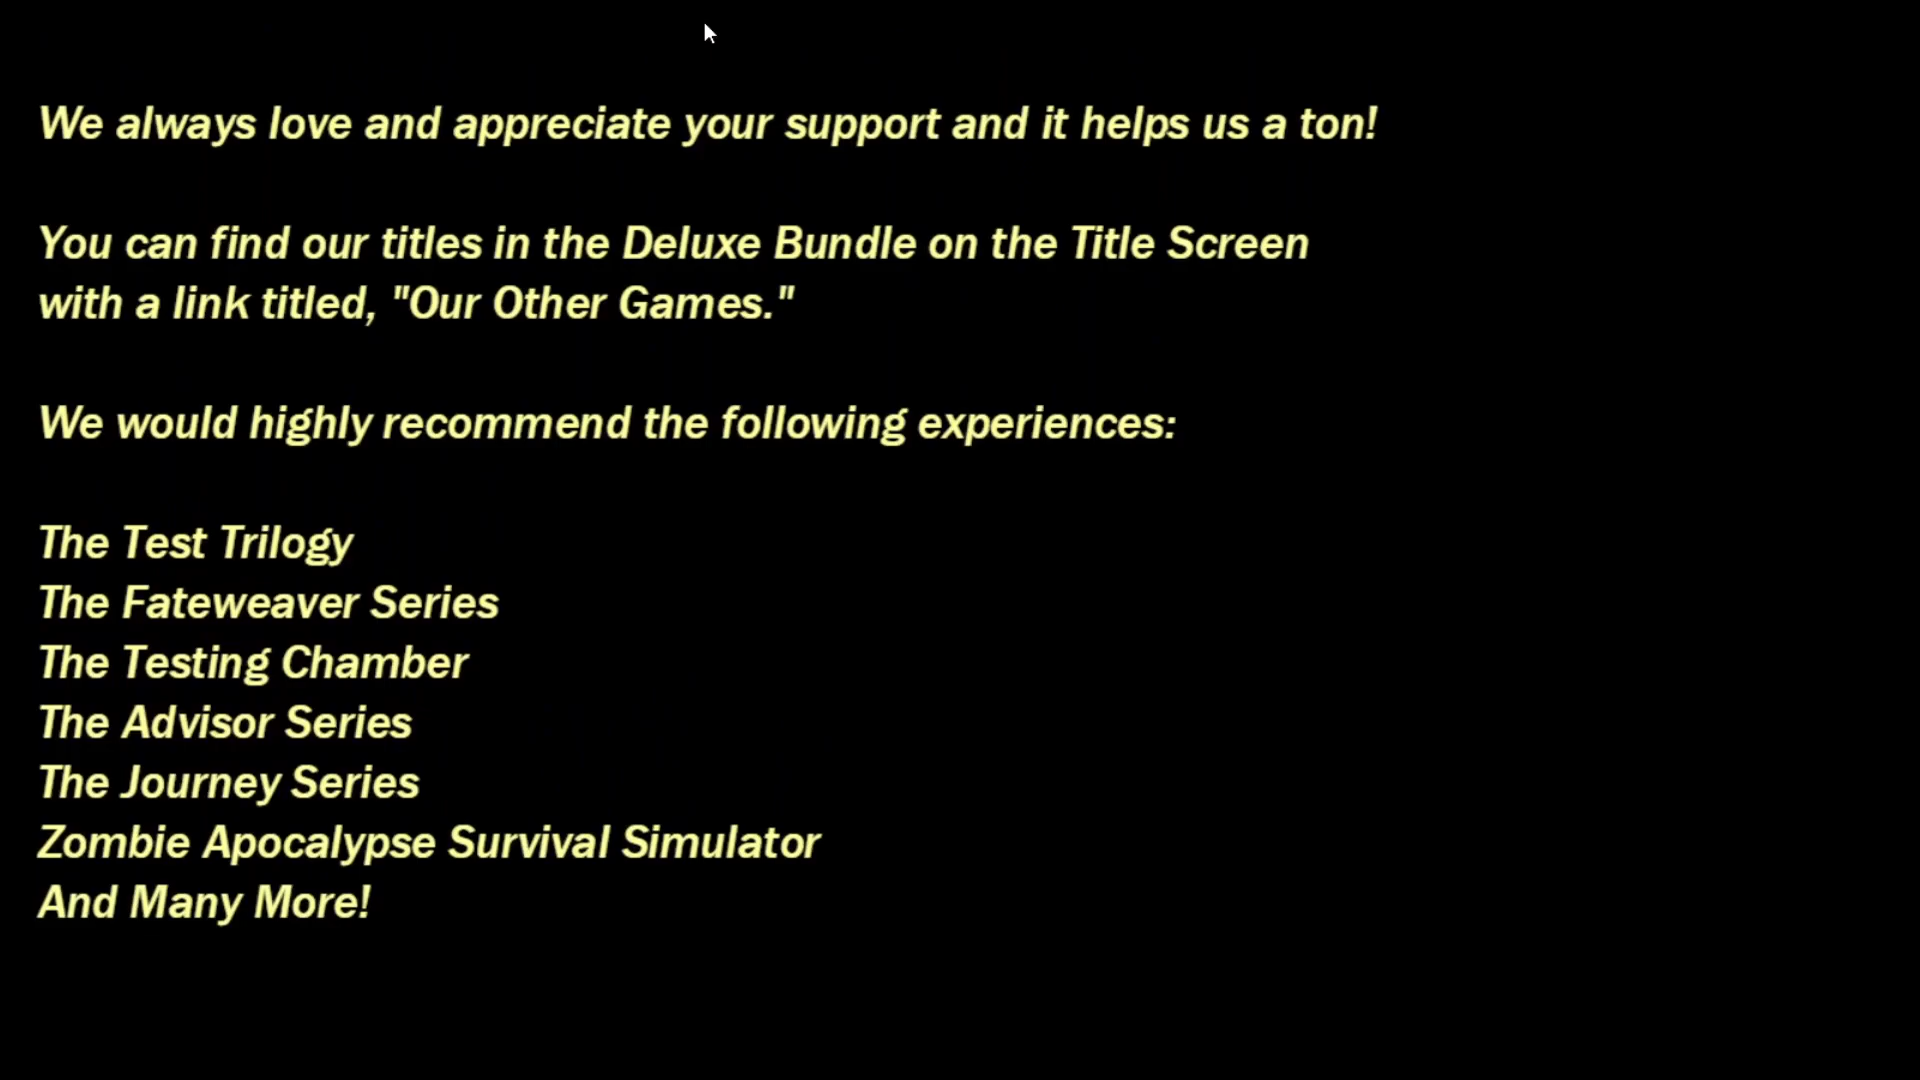 We always love and appreciate your support and it helps us a ton!
You can find our titles in the Deluxe Bundle on the Title Screen
with a link titled, "Our Other Games."
We would highly recommend the following experiences:
The Test Trilogy
The Fateweaver Series
The Testing Chamber
The Advisor Series
The Journey Series
Zombie Apocalypse Survival Simulator
And Many More!